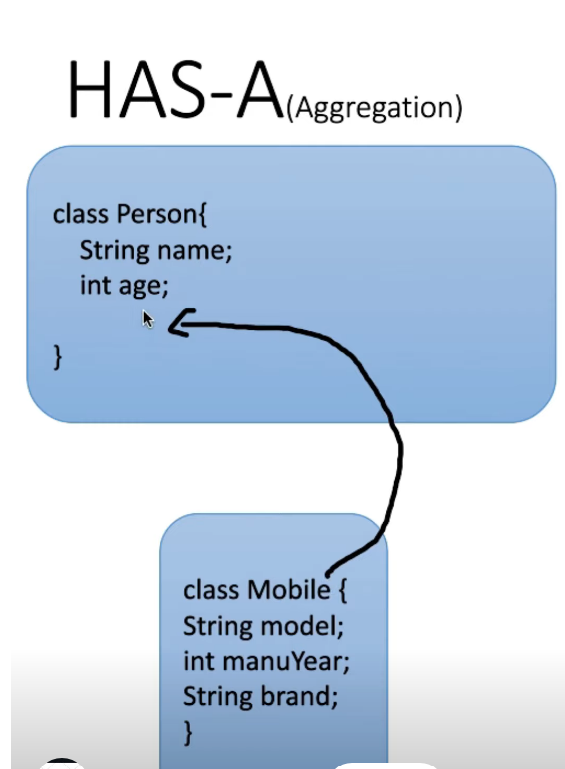 HAS-A(Aggregation)
class Person{
String name;
int age;
}
class Mobile {
String model;
int manuYear;
String brand;
}